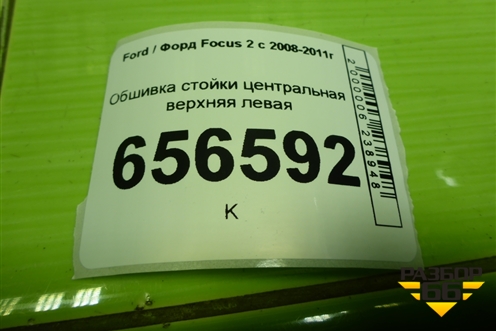 Ford / Форд Focus 2 с 2008-2011г
Обшивка стойки центральная
верхняя левая
656592
К
2000006238948
РАЗБОР
66